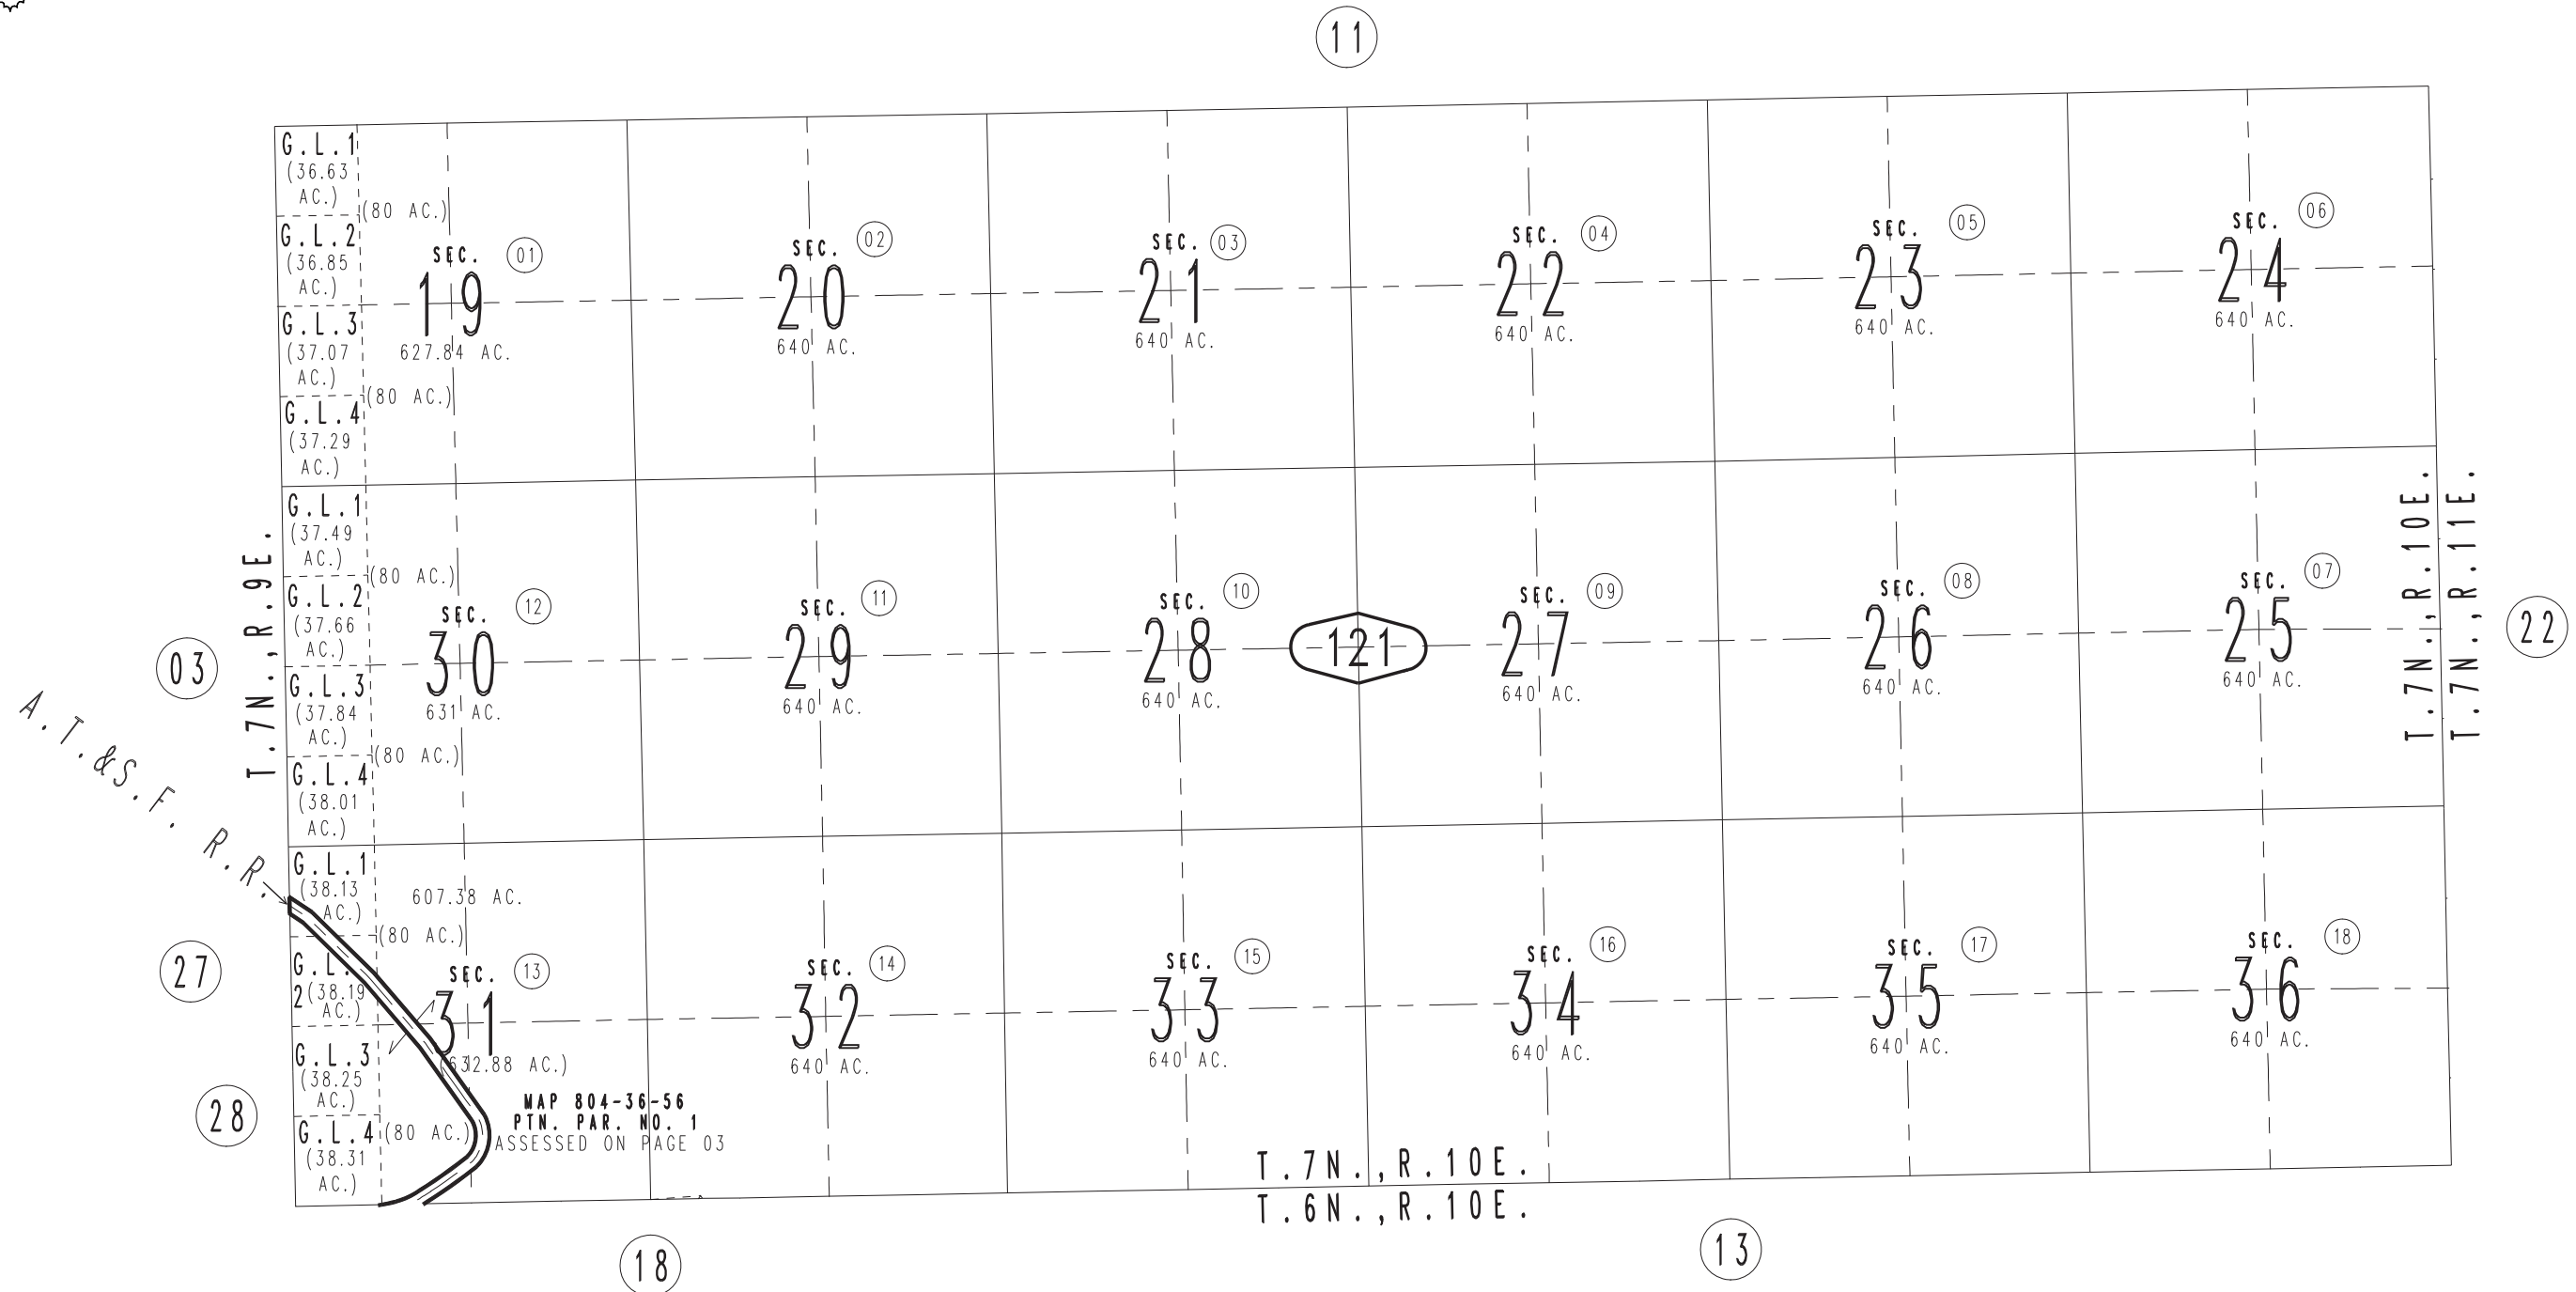 11
G.L.1
(36.63
AC.)
(80 AC.)
G.L.2
(36.85
AC.)
G.L.3
(37.07
AC.)
(80 AC.)
G.L.4
(37.29
AC.)
SEC. 01
19
627.84 AC.
SEC. 02
20
640 AC.
SEC. 03
21
640 AC.
SEC. 04
22
640 AC.
SEC. 05
23
640 AC.
SEC. 06
24
640 AC.
T.7N.,R.9E.
03
G.L.1
(37.49
AC.)
(80 AC.)
G.L.2
(37.66
AC.)
G.L.3
(37.84
AC.)
(80 AC.)
G.L.4
(38.01
AC.)
SEC. 12
30
631 AC.
SEC. 11
29
640 AC.
SEC. 10
28
640 AC.
121
SEC. 09
27
640 AC.
SEC. 08
26
640 AC.
SEC. 07
25
640 AC.
T.7N.,R.10E.
T.7N.,R.11E.
22
A.T.&S.F. R.R.
27
28
G.L.1
(38.13
AC.)
607.38 AC.
(80 AC.)
G.L.
2(38.19
AC.)
G.L.3
(38.25
AC.)
G.L.4
(80 AC.)
(38.31
AC.)
SEC. 13
31
(632.88 AC.)
MAP 804-36-56
PTN. PAR. NO. 1
ASSESSED ON PAGE 03
SEC. 14
32
640 AC.
SEC. 15
33
640 AC.
SEC. 16
34
640 AC.
SEC. 17
35
640 AC.
SEC. 18
36
640 AC.
T.7N.,R.10E.
T.6N.,R.10E.
18
13